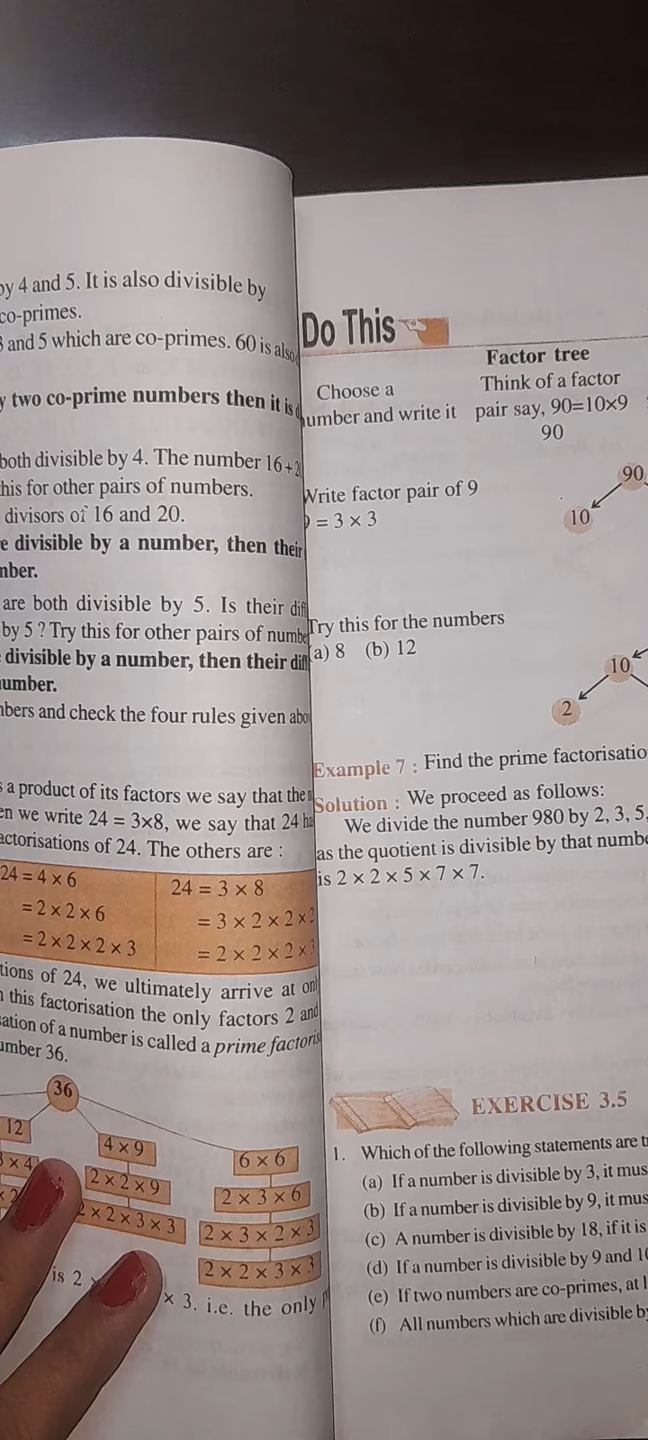 by 4 and 5. It is also divisible by
co-primes.
3 and 5 which are co-primes. 60 is also
y two co-prime numbers then it is
both divisible by 4. The number 16+2
his for other pairs of numbers.
divisors of 16 and 20.
e divisible by a number, then their
mber.
are both divisible by 5. Is their
by 5 ? Try this for other pairs of
divisible by a number, then their
umber.
nbers and check the four rules given
s a product of its factors we say that the
en we write 24 = 3×8, we say that 24
actorisations of 24. The others are :
24 = 4 × 6
= 2 × 2 × 6
= 2 × 2 × 2 × 3
24 = 3 × 8
= 3 × 2 × 2 × 2
= 2 × 2 × 2 × 3
tions of 24, we ultimately arrive at
this factorisation the only factors 2 and
sation of a number is called a prime
umber 36.
36
12
4 × 9
6 × 6
3 × 4
2 × 2 × 9
2 × 3 × 6
2 × 2 × 3 × 3
2 × 3 × 2 × 3
2 × 2 × 3 × 3
is 2 ×
× 3. i.e. the only
Do This
Factor tree
Choose a
umber and write it
Think of a factor
pair say, 90=10×9
90
Write factor pair of 9
9 = 3 × 3
90
10
Try this for the numbers
(a) 8 (b) 12
10
2
Example 7 : Find the prime factorisatio
Solution : We proceed as follows:
We divide the number 980 by 2, 3, 5,
as the quotient is divisible by that numbe
is 2 × 2 × 5 × 7 × 7.
EXERCISE 3.5
1. Which of the following statements are t
(a) If a number is divisible by 3, it mus
(b) If a number is divisible by 9, it mus
(c) A number is divisible by 18, if it is
(d) If a number is divisible by 9 and 10
(e) If two numbers are co-primes, at l
(f) All numbers which are divisible by